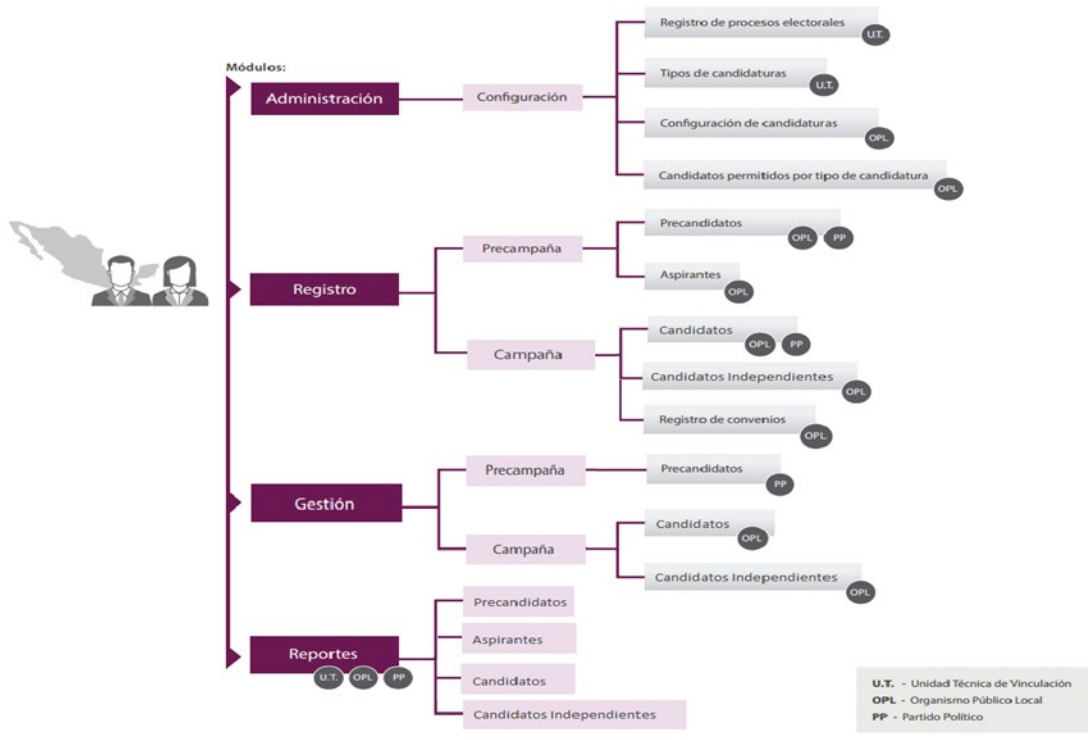 Módulos:
Administración
Configuración
Registro de procesos electorales
U.T.
Tipos de candidaturas
U.T.
Configuración de candidaturas
OPL
Candidatos permitidos por tipo de candidatura
OPL
Registro
Precampaña
Precandidatos
OPL PP
Aspirantes
OPL
Campaña
Candidatos
OPL PP
Candidatos Independientes
OPL
Registro de convenios
OPL
Gestión
Precampaña
Precandidatos
PP
Campaña
Candidatos
OPL
Candidatos Independientes
OPL
Reportes
U.T. OPL PP
Precandidatos
Aspirantes
Candidatos
Candidatos Independientes
U.T. - Unidad Técnica de Vinculación
OPL - Organismo Público Local
PP - Partido Político